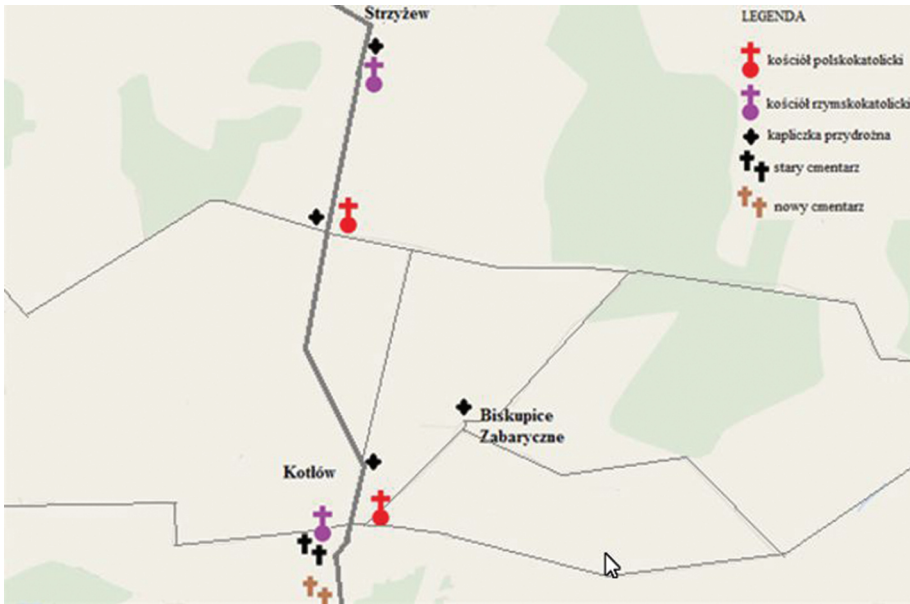 Strzyżew
LEGENDA
kościół polskokatolicki
kościół rzymskokatolicki
kapliczka przydrożna
stary cmentarz
nowy cmentarz
Biskupice
Zabaryczne
Kotłów